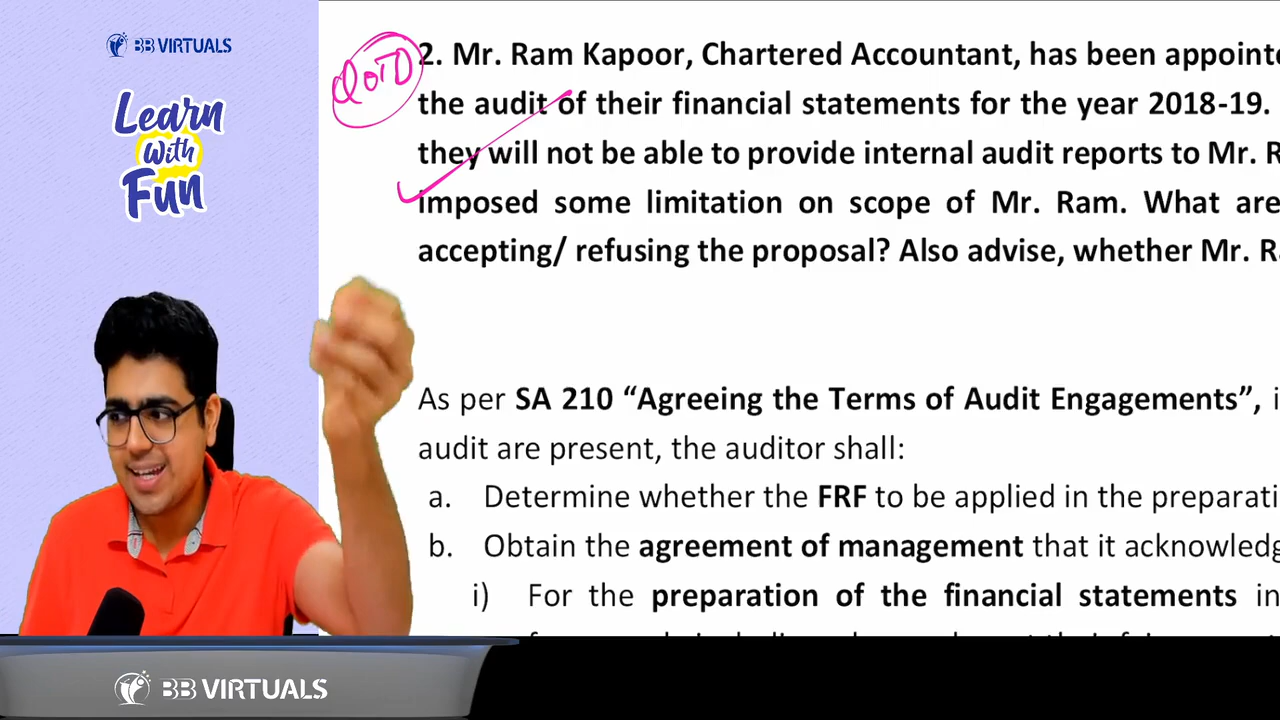 BB VIRTUALS
Learn
With
Fun
2. Mr. Ram Kapoor, Chartered Accountant, has been appointe
the audit of their financial statements for the year 2018-19.
they will not be able to provide internal audit reports to Mr. R
imposed some limitation on scope of Mr. Ram. What are
accepting/ refusing the proposal? Also advise, whether Mr. R
As per SA 210 “Agreeing the Terms of Audit Engagements”, i
audit are present, the auditor shall:
a. Determine whether the FRF to be applied in the preparati
b. Obtain the agreement of management that it acknowledg
i) For the preparation of the financial statements in
BB VIRTUALS